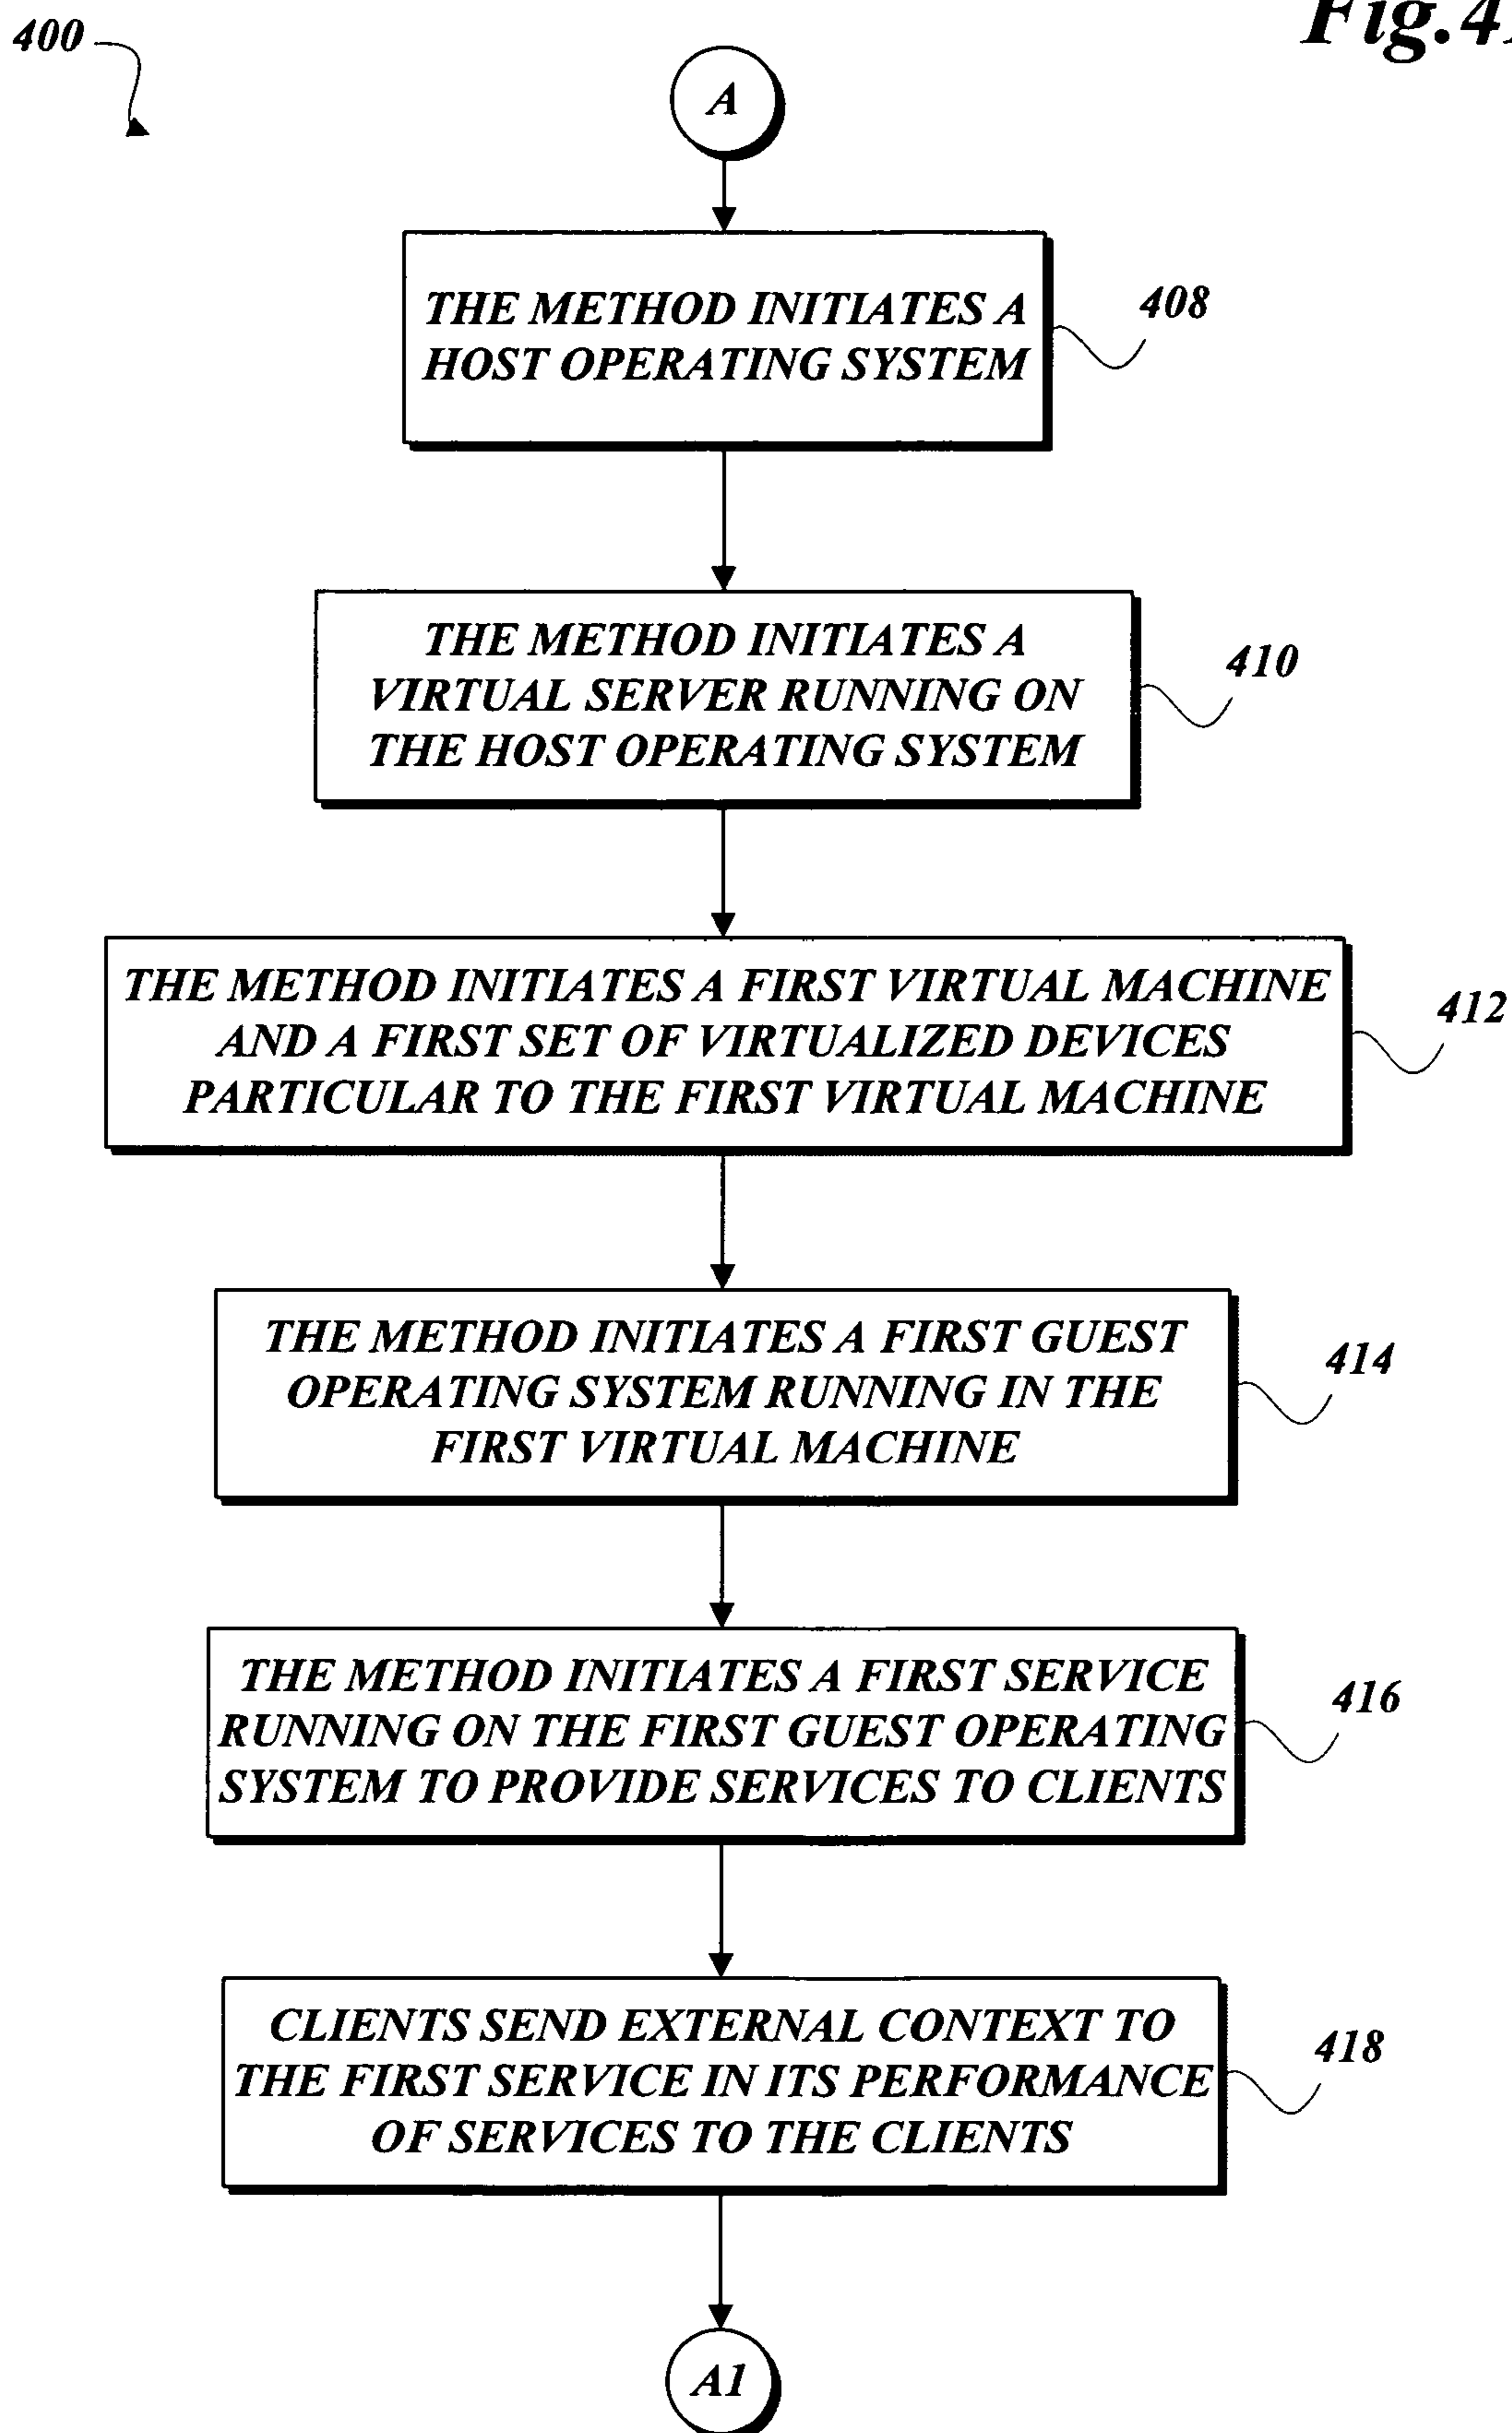 Fig.4
400
A
THE METHOD INITIATES A
HOST OPERATING SYSTEM
408
THE METHOD INITIATES A
VIRTUAL SERVER RUNNING ON
THE HOST OPERATING SYSTEM
410
THE METHOD INITIATES A FIRST VIRTUAL MACHINE
AND A FIRST SET OF VIRTUALIZED DEVICES
PARTICULAR TO THE FIRST VIRTUAL MACHINE
412
THE METHOD INITIATES A FIRST GUEST
OPERATING SYSTEM RUNNING IN THE
FIRST VIRTUAL MACHINE
414
THE METHOD INITIATES A FIRST SERVICE
RUNNING ON THE FIRST GUEST OPERATING
SYSTEM TO PROVIDE SERVICES TO CLIENTS
416
CLIENTS SEND EXTERNAL CONTEXT TO
THE FIRST SERVICE IN ITS PERFORMANCE
OF SERVICES TO THE CLIENTS
418
A1